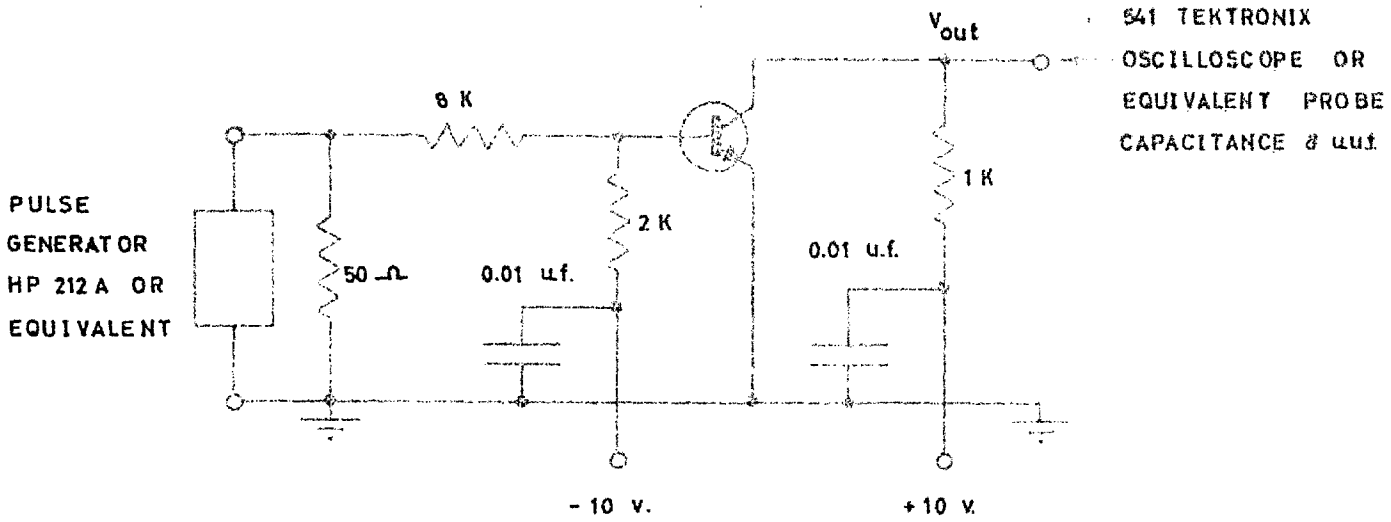 V out
541 TEKTRONIX
OSCILLOSCOPE OR
EQUIVALENT PROBE
CAPACITANCE 8 uuf
8 K
1 K
PULSE
GENERATOR
HP 212 A OR
EQUIVALENT
50 Ω
2 K
0.01 u.f.
0.01 u.f.
- 10 v.
+ 10 v.